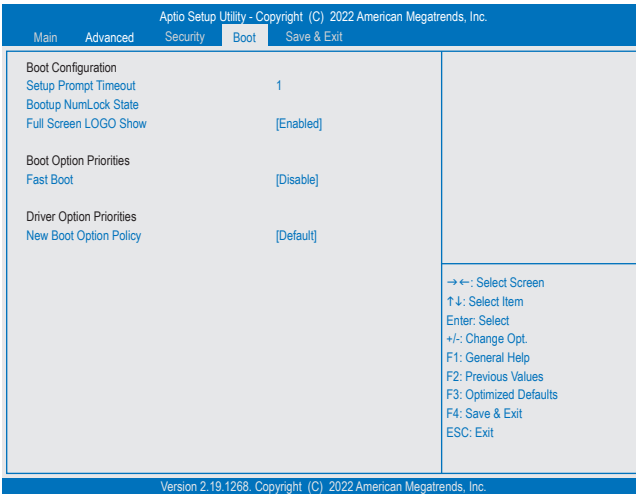 Aptio Setup Utility - Copyright (C) 2022 American Megatrends, Inc.
Main Advanced Security Boot Save & Exit
Boot Configuration
Setup Prompt Timeout 1
Bootup NumLock State
Full Screen LOGO Show [Enabled]
Boot Option Priorities
Fast Boot [Disable]
Driver Option Priorities
New Boot Option Policy [Default]
→←: Select Screen
↑↓: Select Item
Enter: Select
+/-: Change Opt.
F1: General Help
F2: Previous Values
F3: Optimized Defaults
F4: Save & Exit
ESC: Exit
Version 2.19.1268. Copyright (C) 2022 American Megatrends, Inc.